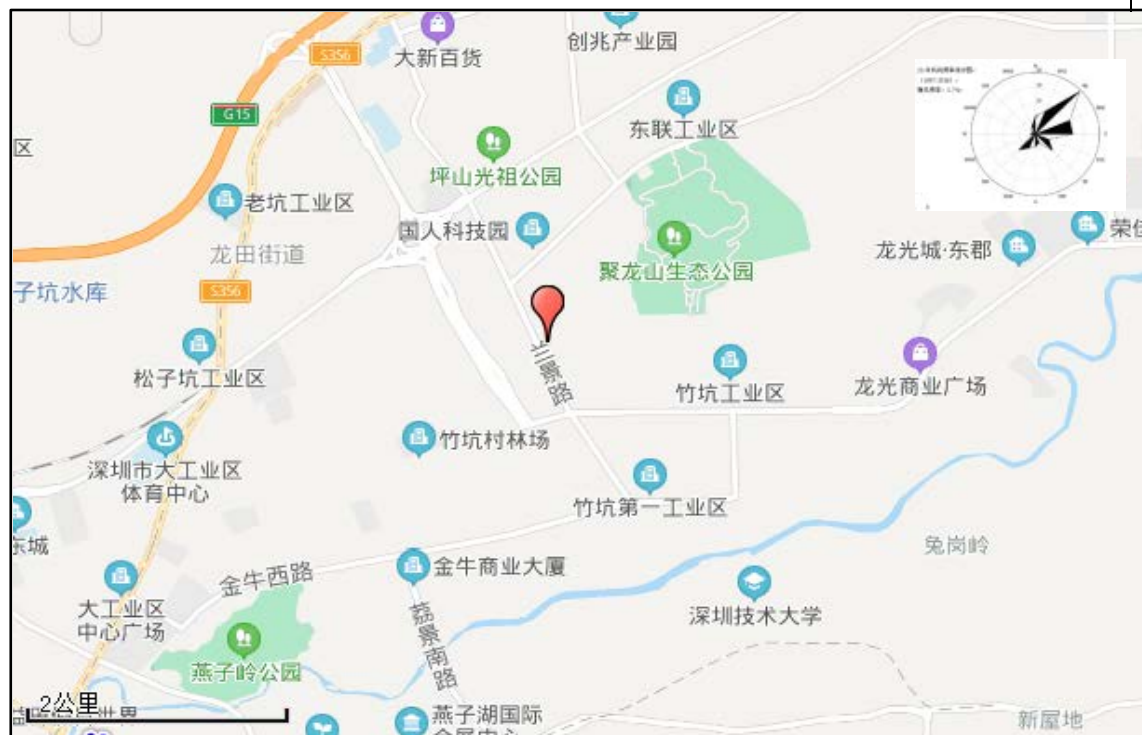 S356
大新百货
创兆产业园
G15
东联工业区
区
坪山光祖公园
老坑工业区
国人科技园
龙田街道
聚龙山生态公园
龙光城·东郡
荣佳
子坑水库
S356
兰景路
松子坑工业区
竹坑工业区
龙光商业广场
竹坑村林场
深圳市大工业区
体育中心
竹坑第一工业区
东城
兔岗岭
金牛西路
金牛商业大厦
大工业区
中心广场
深圳技术大学
荔景南路
燕子岭公园
2公里
燕子湖国际
新屋地